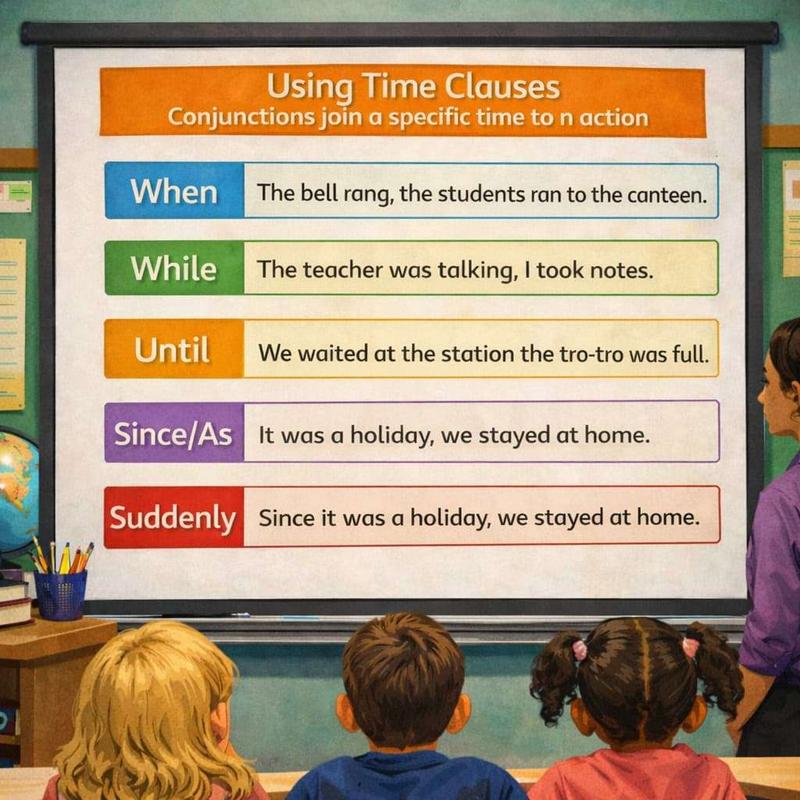 Using Time Clauses
Conjunctions join a specific time to n action
When The bell rang, the students ran to the canteen.
While The teacher was talking, I took notes.
Until We waited at the station the tro-tro was full.
Since/As It was a holiday, we stayed at home.
Suddenly Since it was a holiday, we stayed at home.